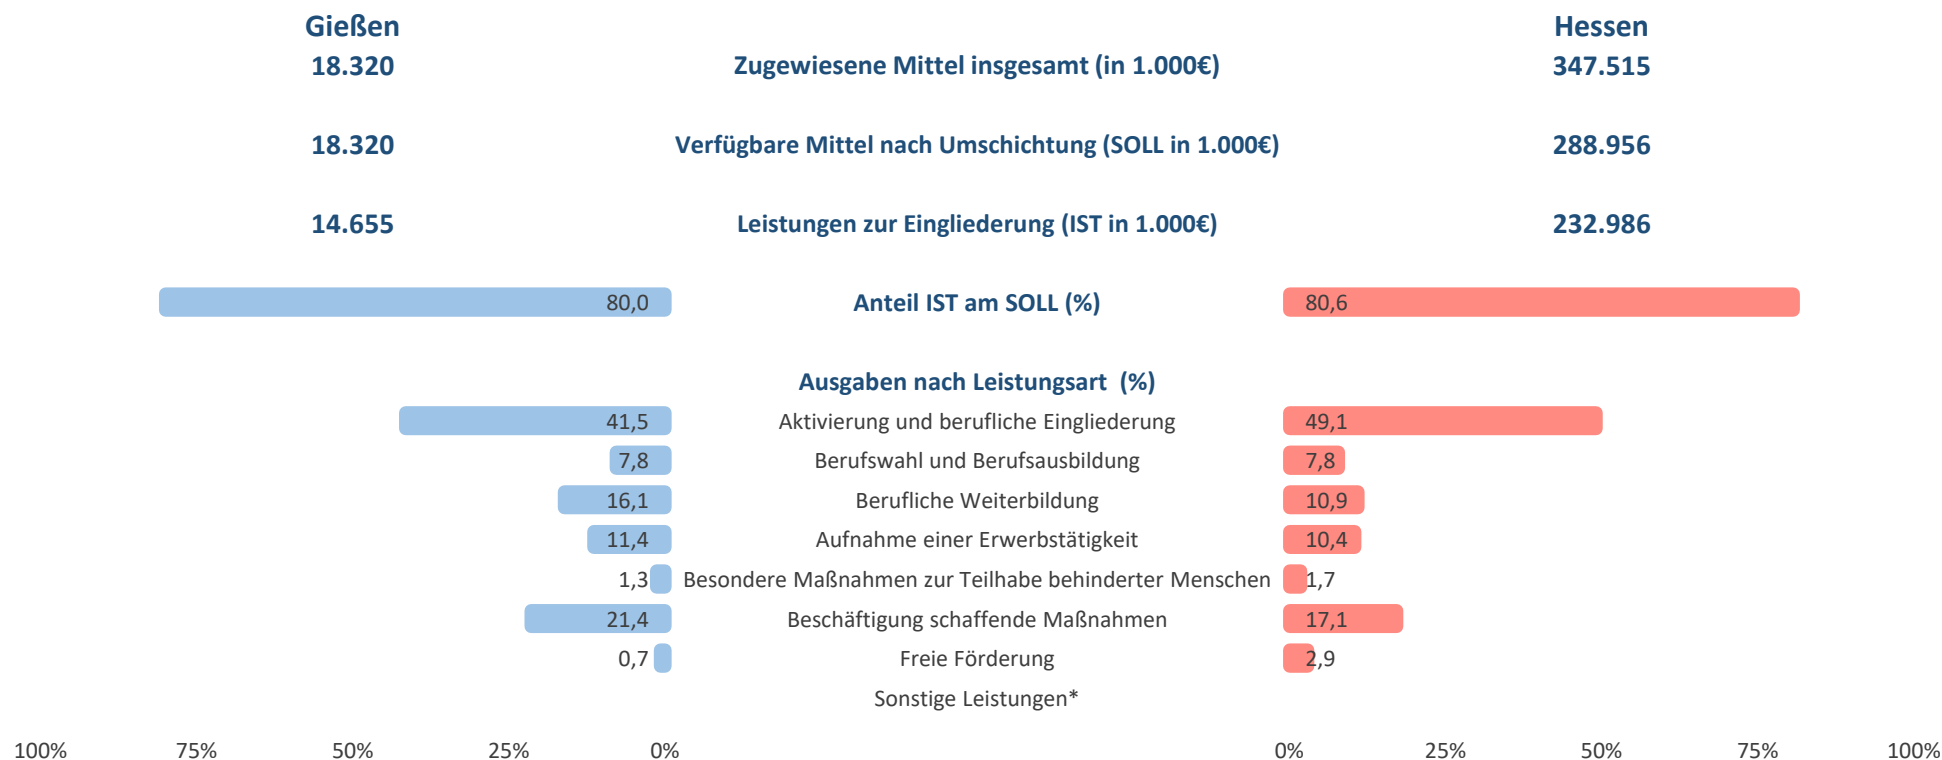 Gießen Hessen
18.320 Zugewiesene Mittel insgesamt (in 1.000€) 347.515
18.320 Verfügbare Mittel nach Umschichtung (SOLL in 1.000€) 288.956
14.655 Leistungen zur Eingliederung (IST in 1.000€) 232.986
80,0 Anteil IST am SOLL (%) 80,6
Ausgaben nach Leistungsart (%)
41,5 Aktivierung und berufliche Eingliederung 49,1
7,8 Berufswahl und Berufsausbildung 7,8
16,1 Berufliche Weiterbildung 10,9
11,4 Aufnahme einer Erwerbstätigkeit 10,4
1,3 Besondere Maßnahmen zur Teilhabe behinderter Menschen 1,7
21,4 Beschäftigung schaffende Maßnahmen 17,1
0,7 Freie Förderung 2,9
Sonstige Leistungen*
100% 75% 50% 25% 0% 0% 25% 50% 75% 100%